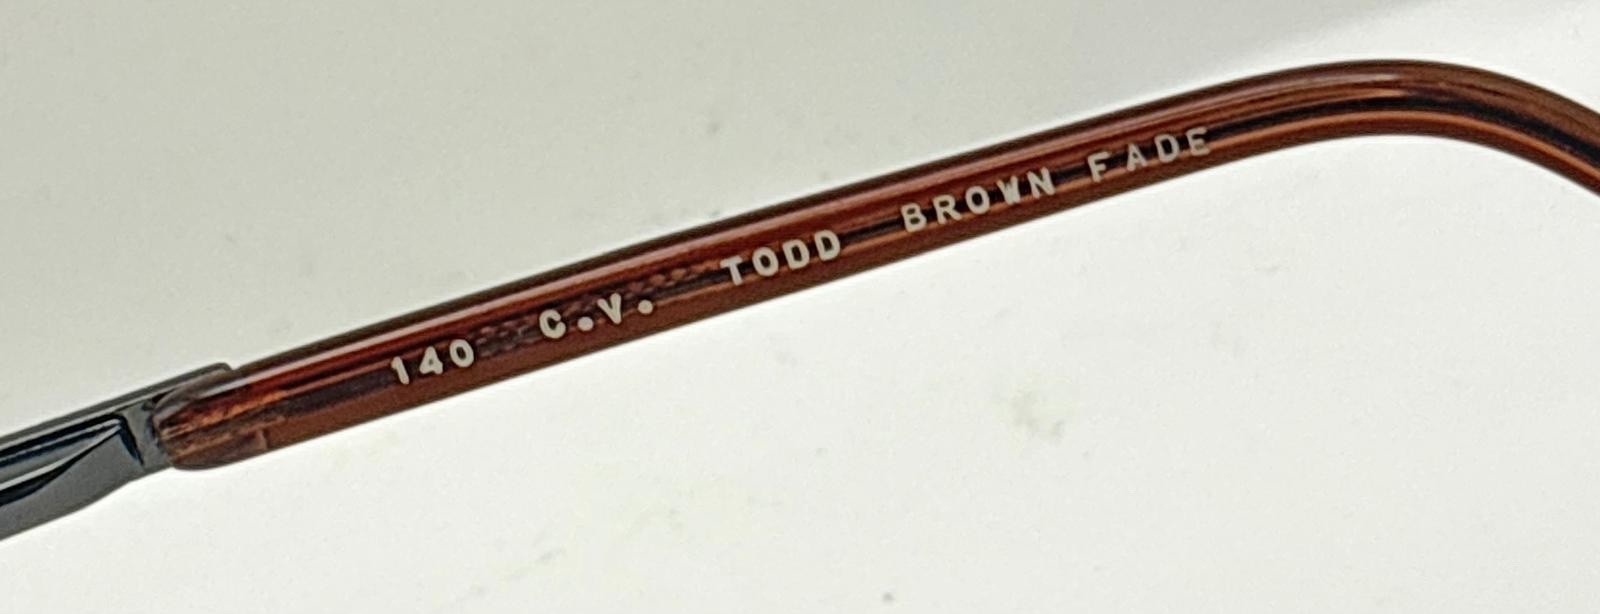 140 C.V. TODD BROWN FADE